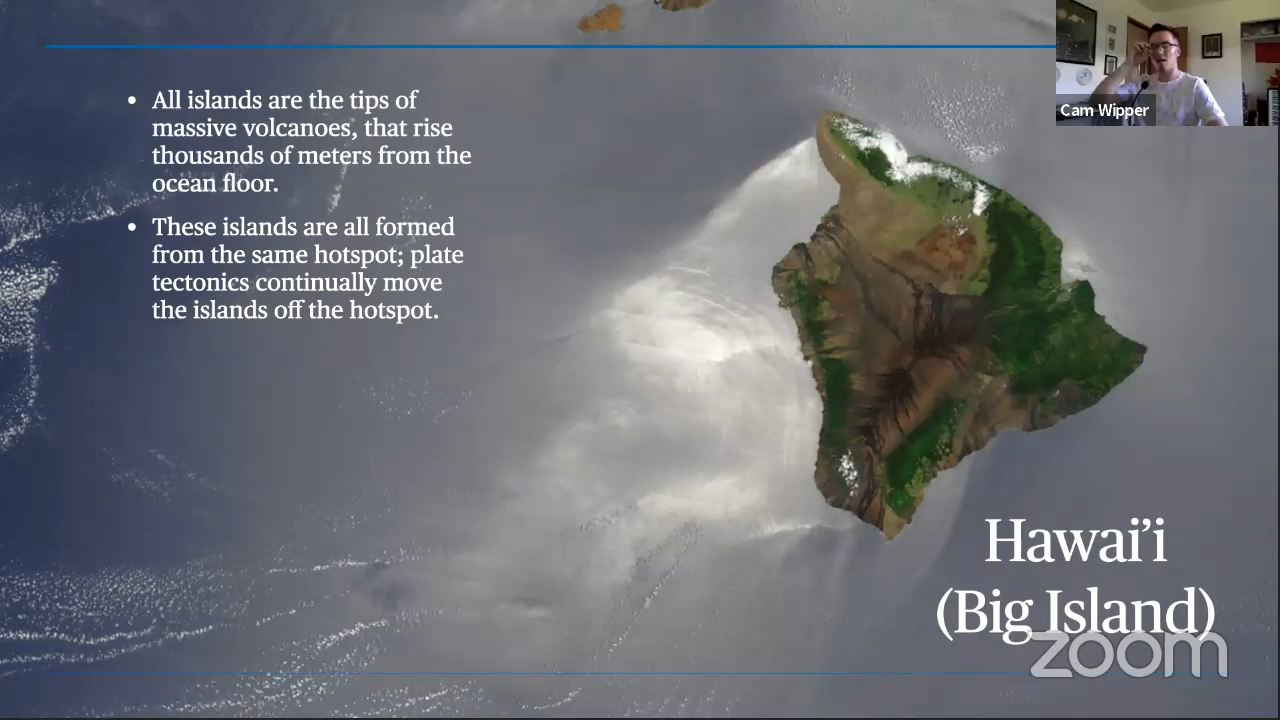 • All islands are the tips of
massive volcanoes, that rise
thousands of meters from the
ocean floor.
• These islands are all formed
from the same hotspot; plate
tectonics continually move
the islands off the hotspot.
Cam Wipper
Hawai’i
(Big Island)
zoom